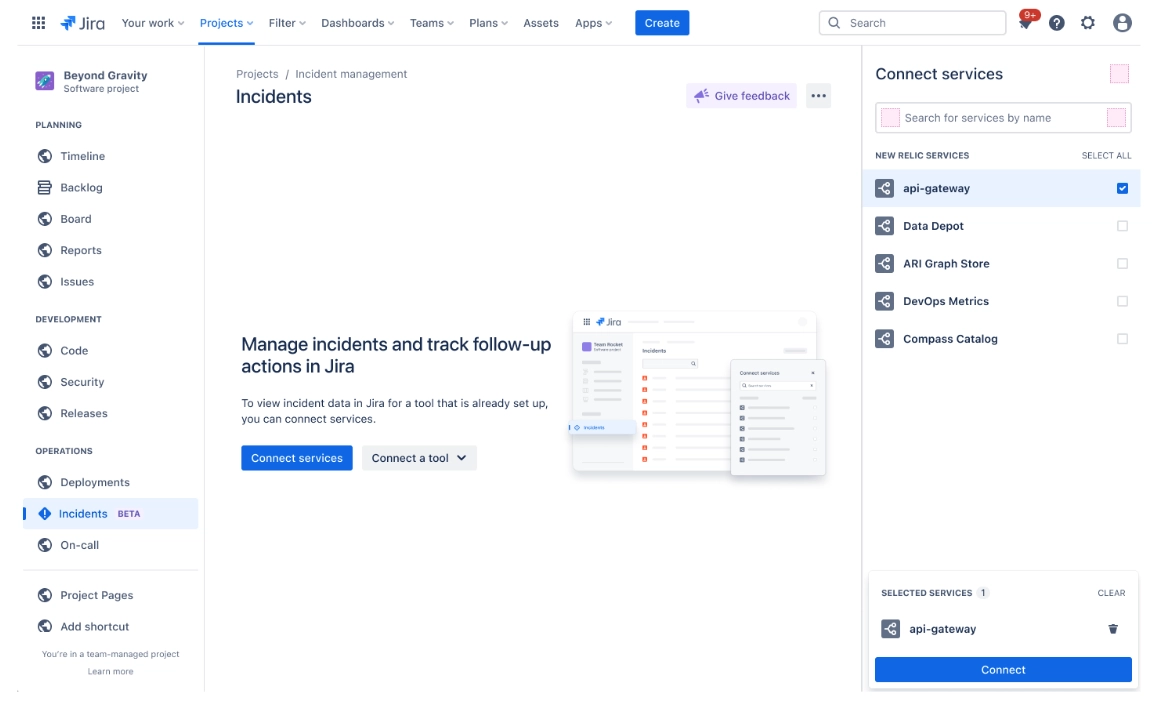 Jira
Your work
Projects
Filter
Dashboards
Teams
Plans
Assets
Apps
Create
Search
9+
Beyond Gravity
Software project
PLANNING
Timeline
Backlog
Board
Reports
Issues
DEVELOPMENT
Code
Security
Releases
OPERATIONS
Deployments
Incidents BETA
On-call
Project Pages
Add shortcut
You're in a team-managed project
Learn more
Projects / Incident management
Incidents
Give feedback
Manage incidents and track follow-up
actions in Jira
To view incident data in Jira for a tool that is already set up,
you can connect services.
Connect services
Connect a tool
Jira
Team Rocket
Software project
Incidents
Incidents
Connect services
Connect services
Search for services by name
NEW RELIC SERVICES SELECT ALL
api-gateway
Data Depot
ARI Graph Store
DevOps Metrics
Compass Catalog
SELECTED SERVICES 1 CLEAR
api-gateway
Connect